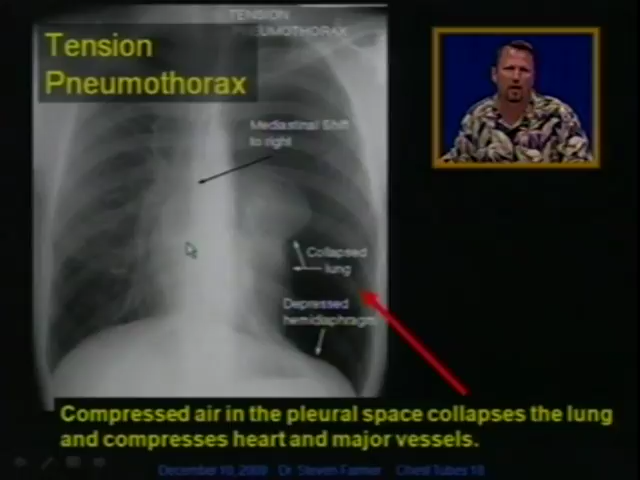 TENSION
PNEUMOTHORAX
Tension
Pneumothorax
Mediastinal Shift
to right
Collapsed
lung
Depressed
hemidiaphragm
Compressed air in the pleural space collapses the lung
and compresses heart and major vessels.
December 10, Dr. Steven Farmer Chest Tubes 18